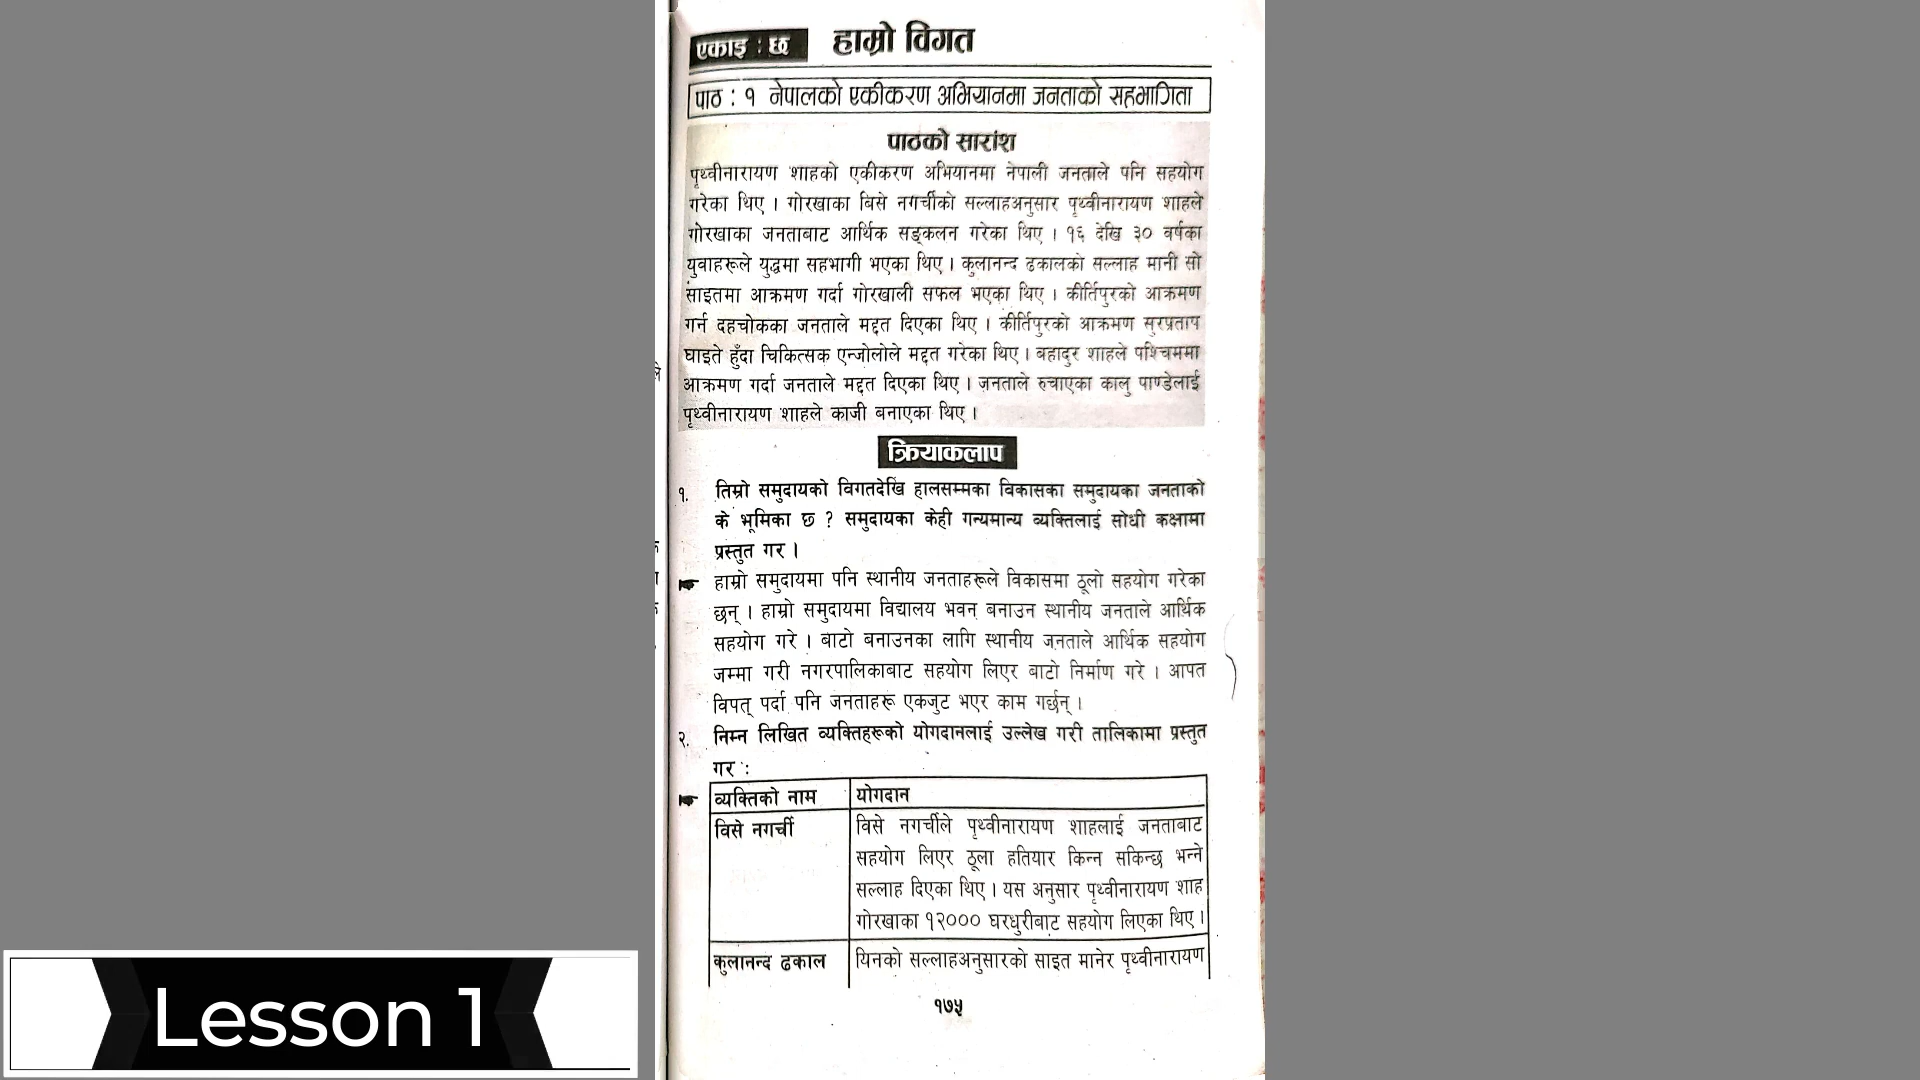 एकाइ : छ हाम्रो विगत
पाठ : १ नेपालको एकीकरण अभियानमा जनताको सहभागिता
पाठको सारांश
पृथ्वीनारायण शाहको एकीकरण अभियानमा नेपाली जनताले पनि सहयोग
गरेका थिए । गोरखाका बिसे नगर्चीको सल्लाहअनुसार पृथ्वीनारायण शाहले
गोरखाका जनताबाट आर्थिक सङ्कलन गरेका थिए । १६ देखि ३० वर्षका
युवाहरूले युद्धमा सहभागी भएका थिए । कुलानन्द ढकालको सल्लाह मानी सो
साइतमा आक्रमण गर्दा गोरखाली सफल भएका थिए । कीर्तिपुरको आक्रमण
गर्न दहचोकका जनताले मद्दत दिएका थिए । कीर्तिपुरको आक्रमण सुरप्रताप
घाइते हुँदा चिकित्सक एन्जोलोले मद्दत गरेका थिए । बहादुर शाहले पश्चिममा
आक्रमण गर्दा जनताले मद्दत दिएका थिए । जनताले रुचाएका कालु पाण्डेलाई
पृथ्वीनारायण शाहले काजी बनाएका थिए ।
क्रियाकलाप
१. तिम्रो समुदायको विगतदेखि हालसम्मका विकासका समुदायका जनताको
के भूमिका छ ? समुदायका केही गन्यमान्य व्यक्तिलाई सोधी कक्षामा
प्रस्तुत गर ।
हाम्रो समुदायमा पनि स्थानीय जनताहरूले विकासमा ठूलो सहयोग गरेका
छन् । हाम्रो समुदायमा विद्यालय भवन बनाउन स्थानीय जनताले आर्थिक
सहयोग गरे । बाटो बनाउनका लागि स्थानीय जनताले आर्थिक सहयोग
जम्मा गरी नगरपालिकाबाट सहयोग लिएर बाटो निर्माण गरे । आपत
विपत् पर्दा पनि जनताहरू एकजुट भएर काम गर्छन् ।
२. निम्न लिखित व्यक्तिहरूको योगदानलाई उल्लेख गरी तालिकामा प्रस्तुत
गर :
व्यक्तिको नाम योगदान
विसे नगर्ची विसे नगर्चीले पृथ्वीनारायण शाहलाई जनताबाट
सहयोग लिएर ठूला हतियार किन्न सकिन्छ भन्ने
सल्लाह दिएका थिए । यस अनुसार पृथ्वीनारायण शाह
गोरखाका १२००० घरधुरीबाट सहयोग लिएका थिए ।
कुलानन्द ढकाल यिनको सल्लाहअनुसारको साइत मानेर पृथ्वीनारायण
१७५
Lesson 1